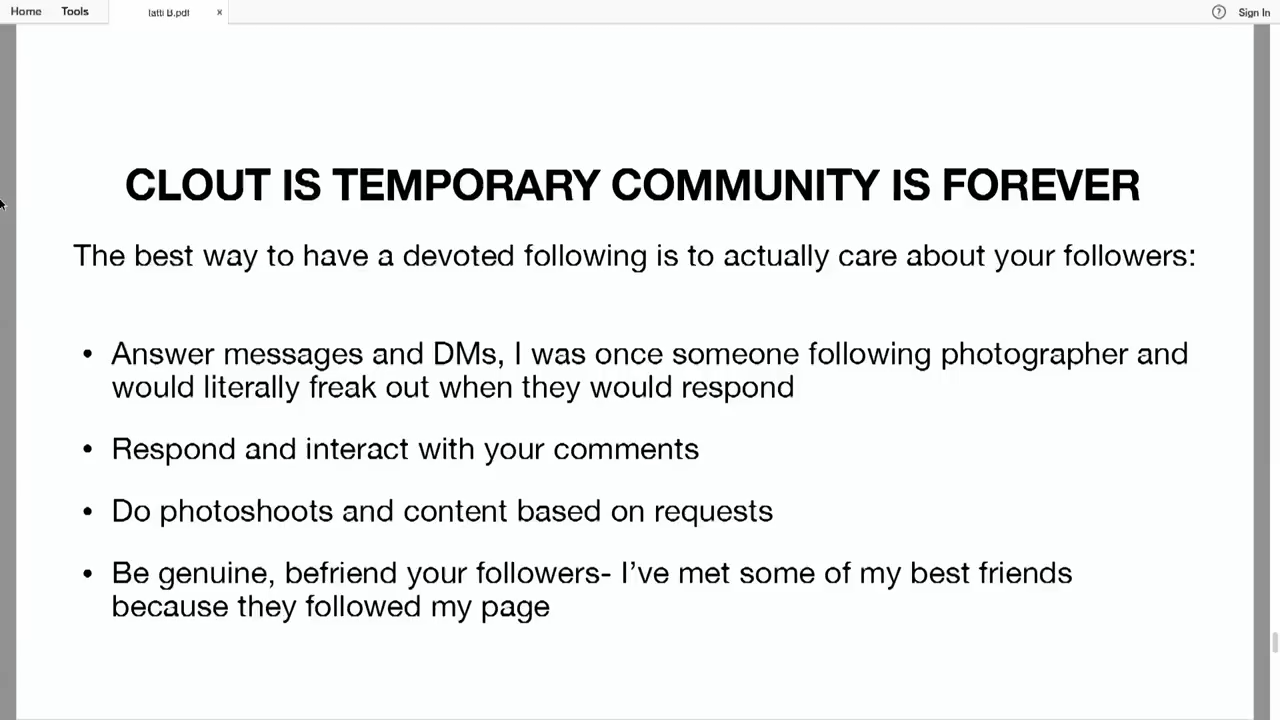 Home Tools latti B.pdf × ? Sign In
CLOUT IS TEMPORARY COMMUNITY IS FOREVER
The best way to have a devoted following is to actually care about your followers:
• Answer messages and DMs, I was once someone following photographer and
would literally freak out when they would respond
• Respond and interact with your comments
• Do photoshoots and content based on requests
• Be genuine, befriend your followers- I’ve met some of my best friends
because they followed my page